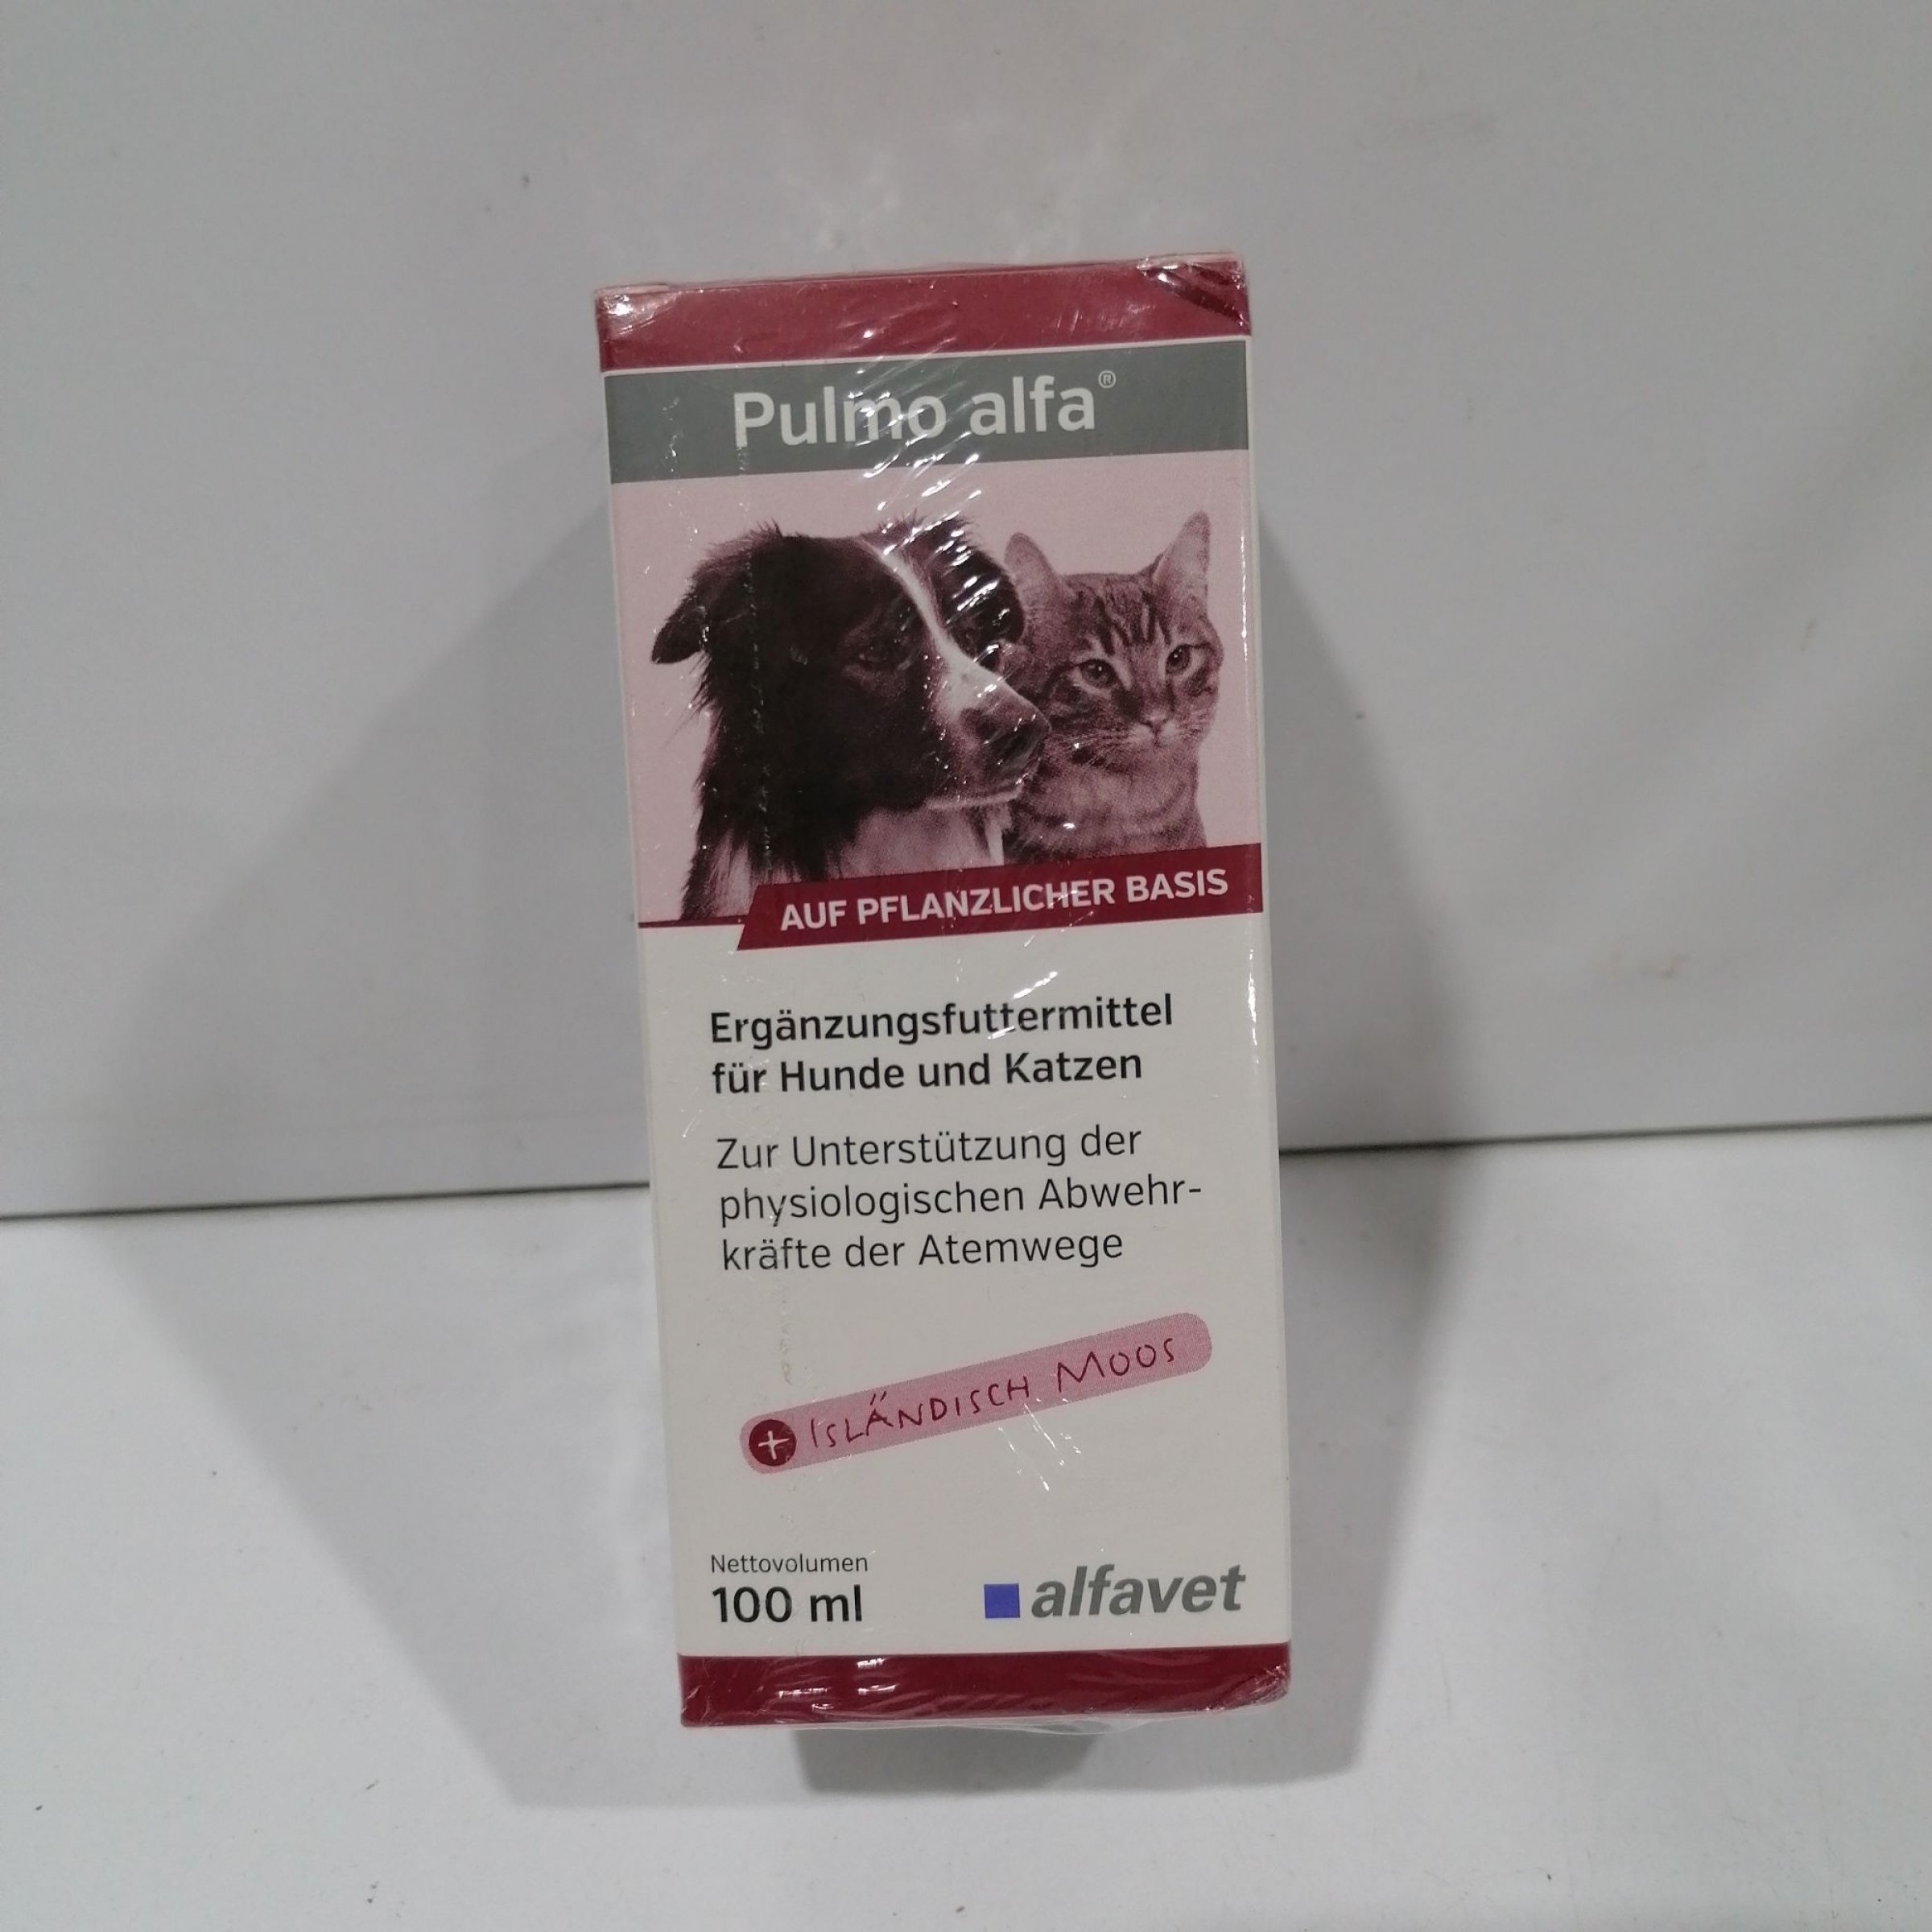 Pulmo alfa®
AUF PFLANZLICHER BASIS
Ergänzungsfuttermittel
für Hunde und Katzen
Zur Unterstützung der
physiologischen Abwehr-
kräfte der Atemwege
+ ISLÄNDISCH MOOS
Nettovolumen
100 ml
alfavet